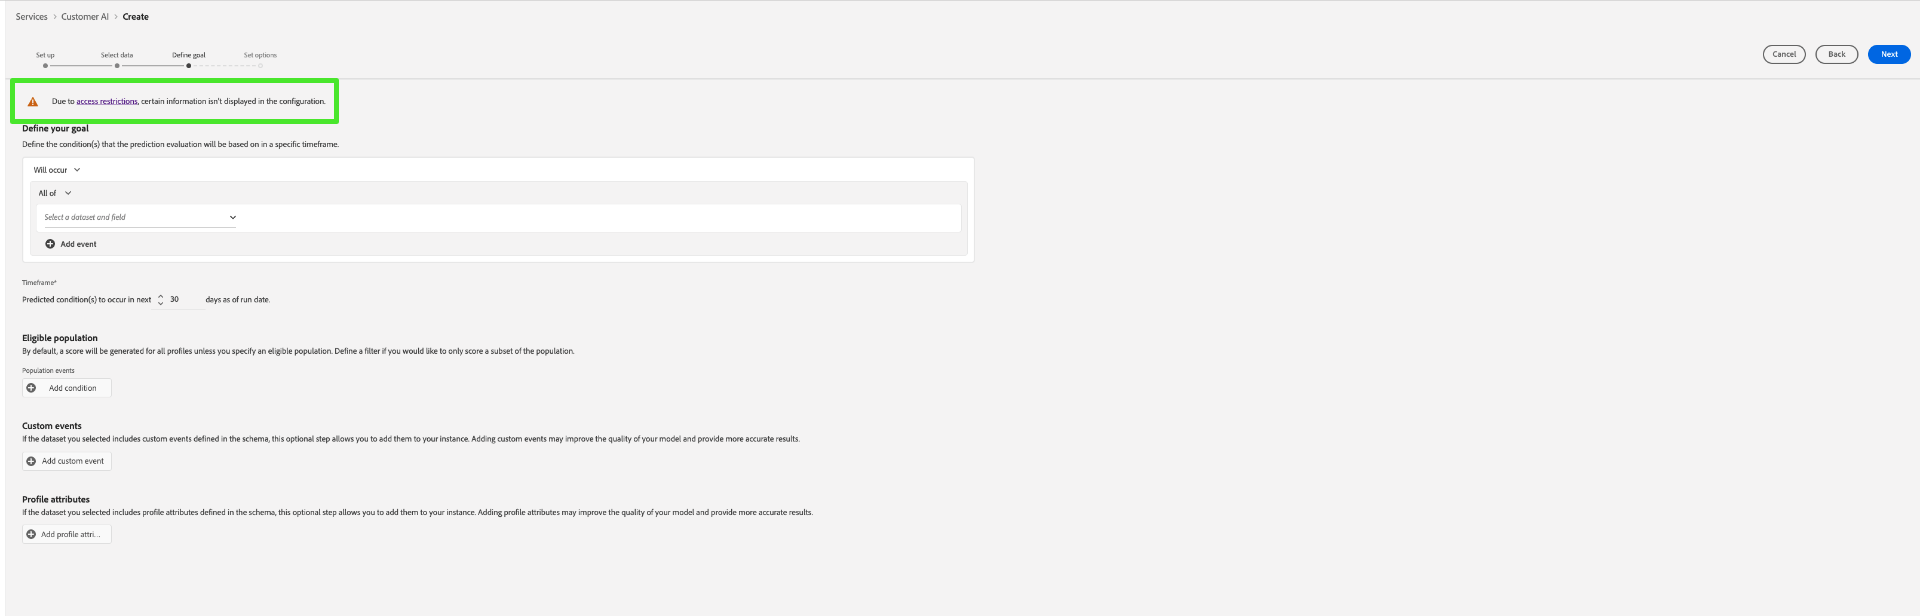 Services > Customer AI > Create
Set up Select data Define goal Set options
Cancel Back Next
Due to access restrictions, certain information isn't displayed in the configuration.
Define your goal
Define the condition(s) that the prediction evaluation will be based on in a specific timeframe.
Will occur
All of
Select a dataset and field
Add event
Timeframe*
Predicted condition(s) to occur in next 30 days as of run date.
Eligible population
By default, a score will be generated for all profiles unless you specify an eligible population. Define a filter if you would like to only score a subset of the population.
Population events
Add condition
Custom events
If the dataset you selected includes custom events defined in the schema, this optional step allows you to add them to your instance. Adding custom events may improve the quality of your model and provide more accurate results.
Add custom event
Profile attributes
If the dataset you selected includes profile attributes defined in the schema, this optional step allows you to add them to your instance. Adding profile attributes may improve the quality of your model and provide more accurate results.
Add profile attri...